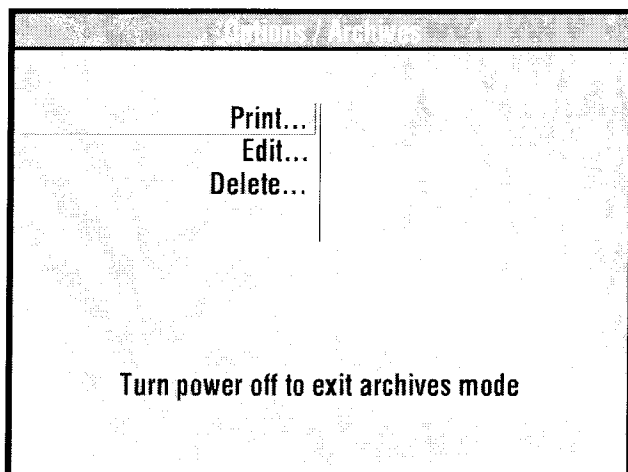 Options / Archives
Print...
Edit...
Delete...
Turn power off to exit archives mode